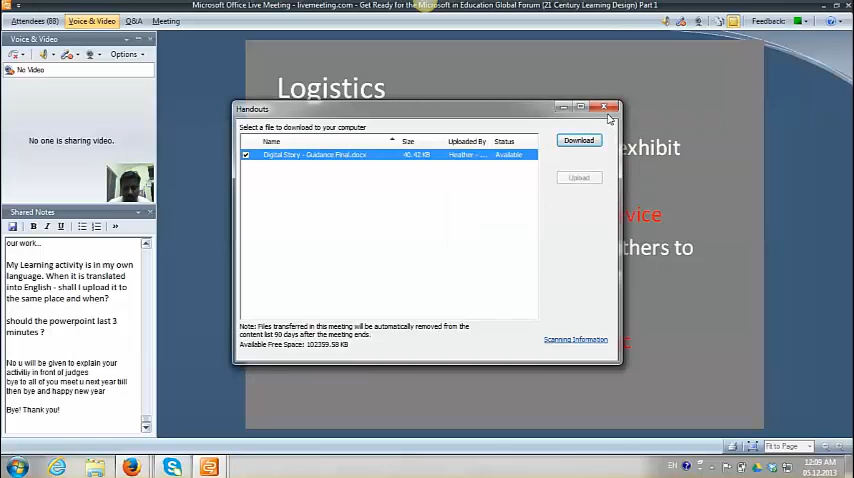 Microsoft Office Live Meeting - livemeeting.com - Get Ready for the Microsoft in Education Global Forum (21 Century Learning Design) Part 1
Attendees (88)
Voice & Video
Q&A
Meeting
Feedback:
Voice & Video
Options
No Video
No one is sharing video.
Shared Notes
B I U
our work...
My Learning activity is in my own
language. When it is translated
into English - shall I upload it to
the same place and when?
should the powerpoint last 3
minutes ?
No u will be given to explain your
activity in front of judges
bye to all of you meet u next year till
then bye and happy new year
Bye! Thank you!
Logistics
exhibit
vice
thers to
Handouts
Select a file to download to your computer
Name Size Uploaded By Status
Digital Story - Guidance Final.docx 40.42 KB Heather - ... Available
Download
Upload
Note: Files transferred in this meeting will be automatically removed from the
content list 90 days after the meeting ends.
Available Free Space: 102359.58 KB
Scanning Information
Fit to Page
EN
12:09 AM
05.12.2013